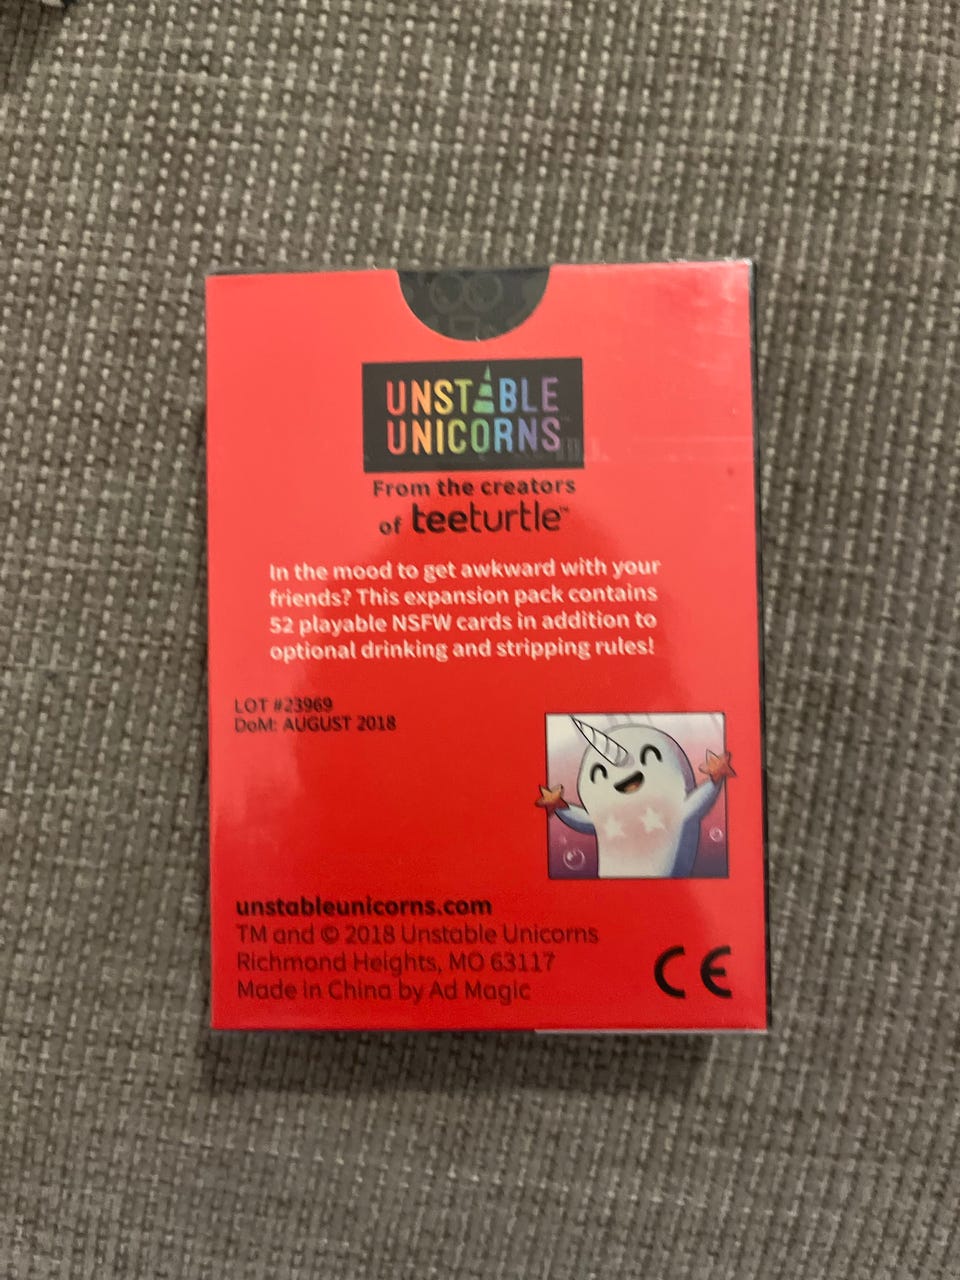 UNSTABLE
UNICORNS™
From the creators
of teeturtle™
In the mood to get awkward with your
friends? This expansion pack contains
52 playable NSFW cards in addition to
optional drinking and stripping rules!
LOT #23969
DoM: AUGUST 2018
unstableunicorns.com
TM and © 2018 Unstable Unicorns
Richmond Heights, MO 63117
Made in China by Ad Magic
CE